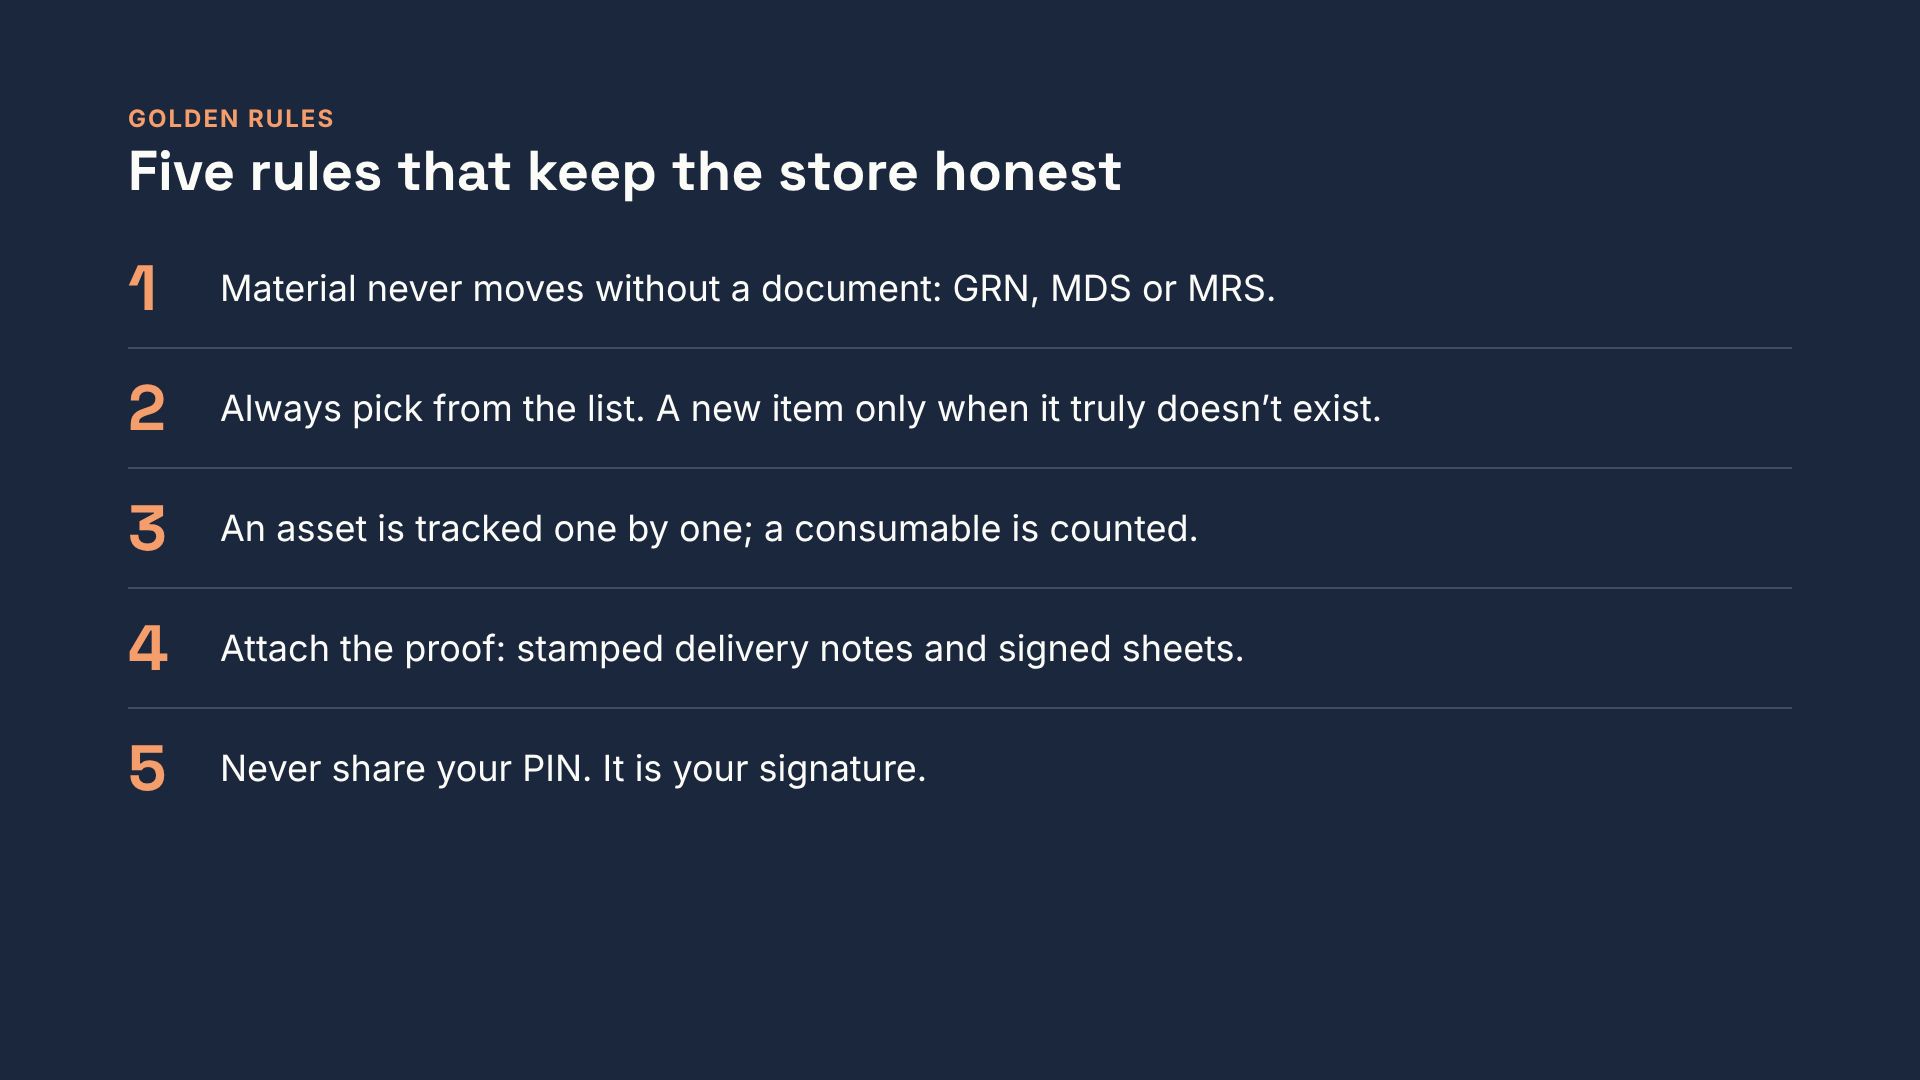 GOLDEN RULES
Five rules that keep the store honest
1 Material never moves without a document: GRN, MDS or MRS.
2 Always pick from the list. A new item only when it truly doesn’t exist.
3 An asset is tracked one by one; a consumable is counted.
4 Attach the proof: stamped delivery notes and signed sheets.
5 Never share your PIN. It is your signature.